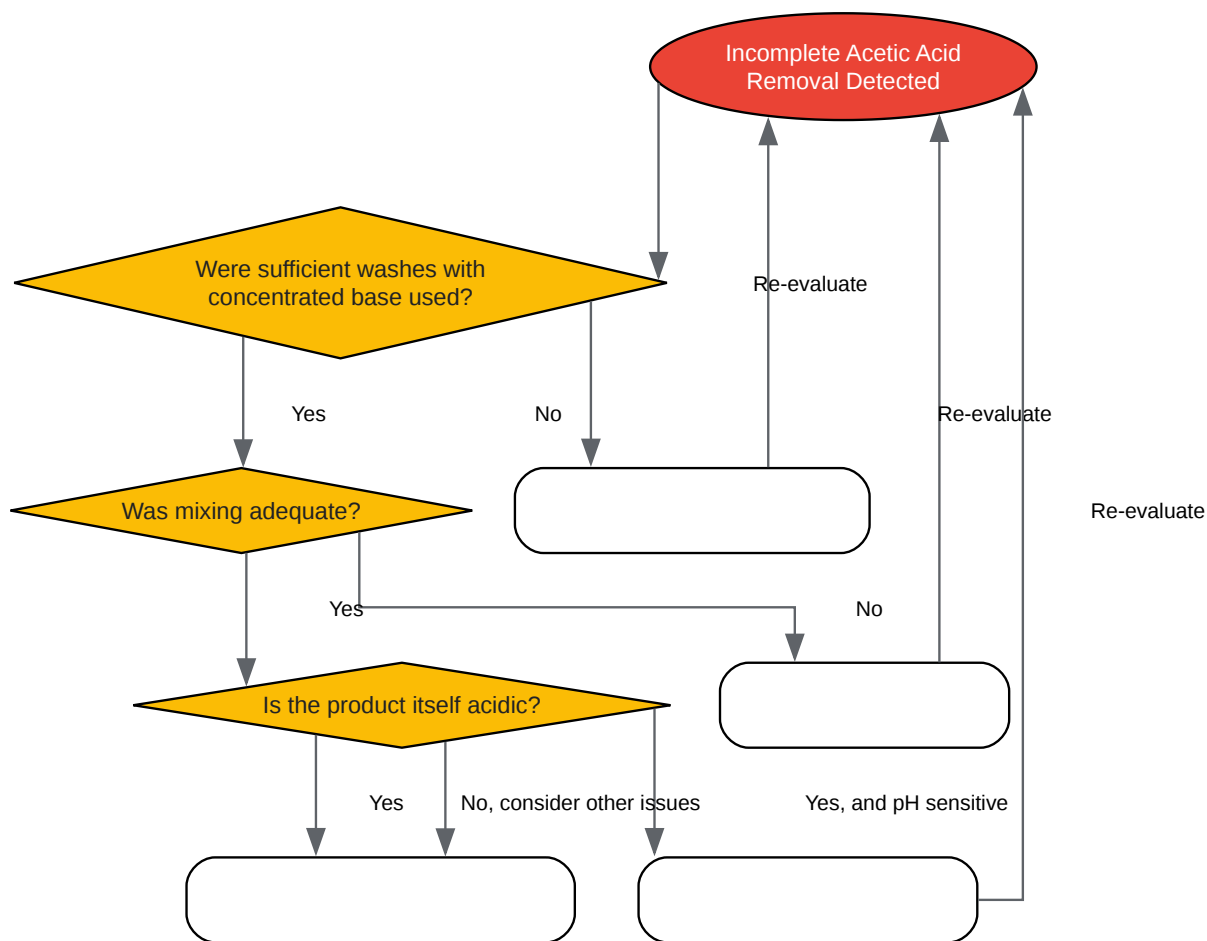 Incomplete Acetic Acid
Removal Detected
Were sufficient washes with
concentrated base used?
Re-evaluate
Yes
No
Re-evaluate
Was mixing adequate?
Re-evaluate
Yes
No
Is the product itself acidic?
Yes
No, consider other issues
Yes, and pH sensitive